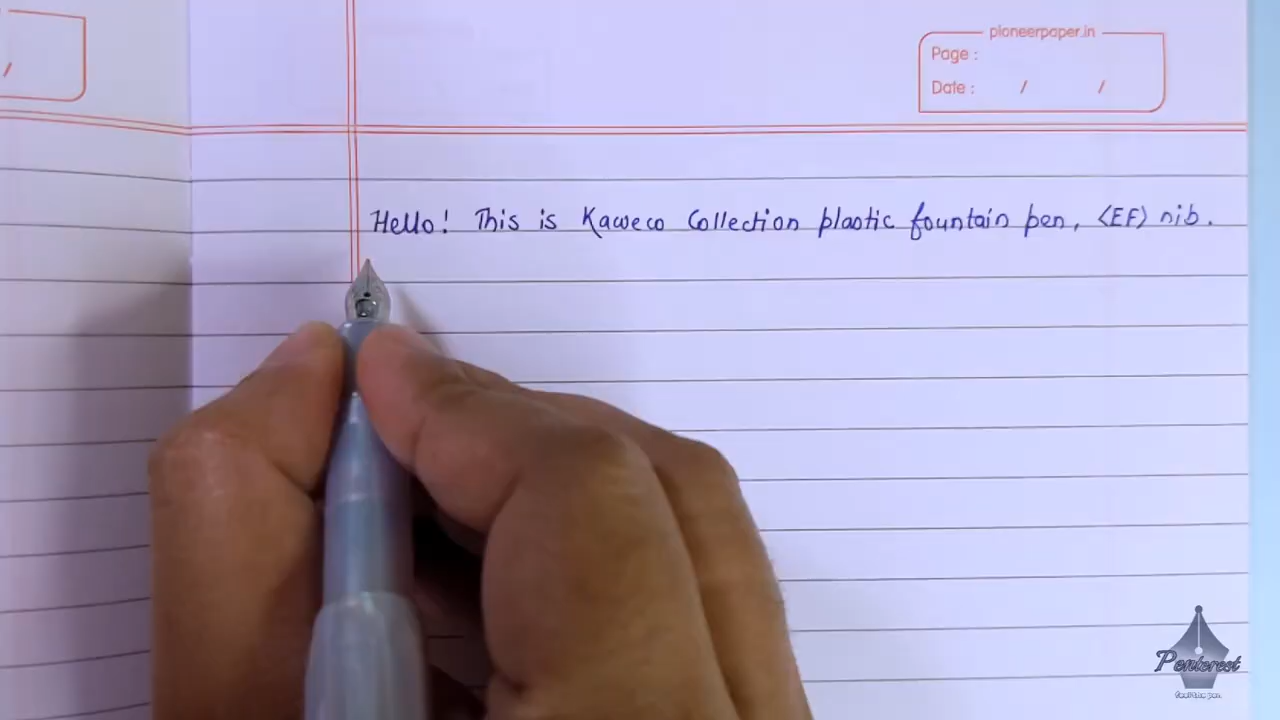 pioneerpaper.in
Page :
Date : / /
Hello! This is Kaweco Collection plastic fountain pen, <EF> nib.
Penterest